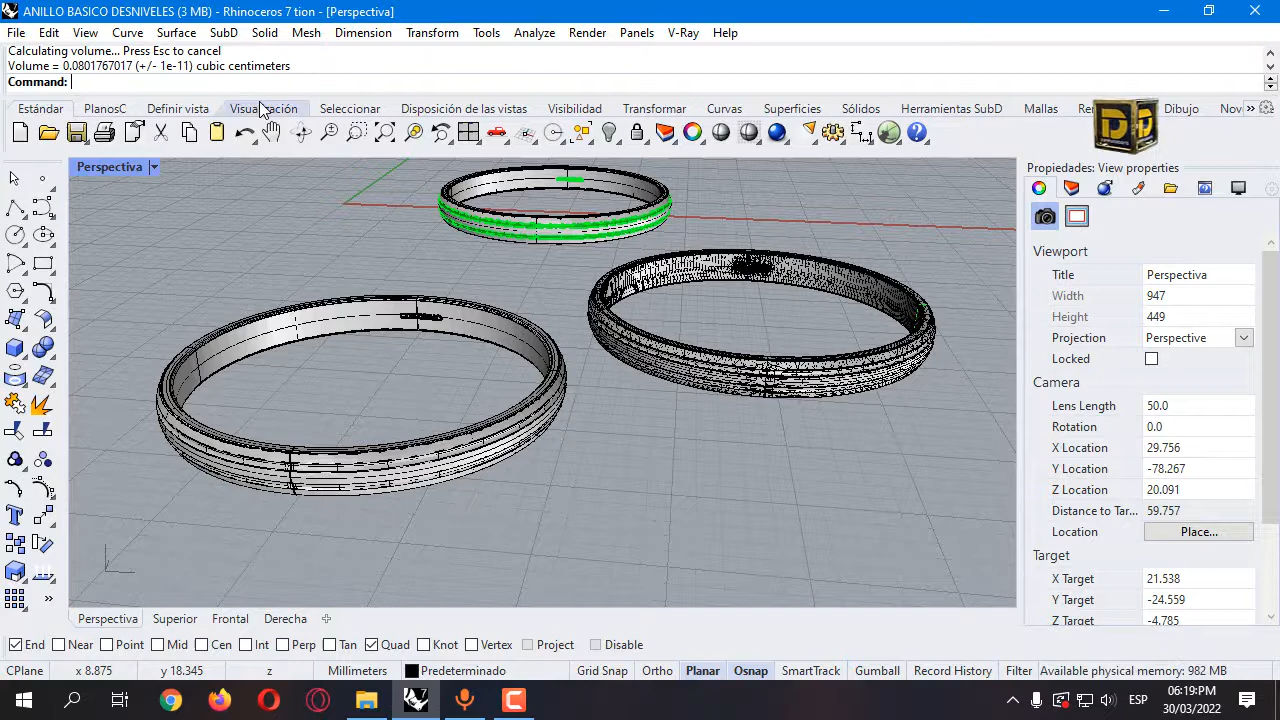 ANILLO BASICO DESNIVELES (3 MB) - Rhinoceros 7 tion - [Perspectiva]
File Edit View Curve Surface SubD Solid Mesh Dimension Transform Tools Analyze Render Panels V-Ray Help
Calculating volume... Press Esc to cancel
Volume = 0.0801767017 (+/- 1e-11) cubic centimeters
Command:
Estándar PlanosC Definir vista Visualización Seleccionar Disposición de las vistas Visibilidad Transformar Curvas Superficies Sólidos Herramientas SubD Mallas Dibujo Nov
Perspectiva
Propiedades: View properties
Viewport
Title Perspectiva
Width 947
Height 449
Projection Perspective
Locked
Camera
Lens Length 50.0
Rotation 0.0
X Location 29.756
Y Location -78.267
Z Location 20.091
Distance to Tar... 59.757
Location Place...
Target
X Target 21.538
Y Target -24.559
Z Target -4.785
Perspectiva Superior Frontal Derecha
End Near Point Mid Cen Int Perp Tan Quad Knot Vertex Project Disable
CPlane x 8.875 y 18.345 z Millimeters Predeterminado Grid Snap Ortho Planar Osnap SmartTrack Gumball Record History Filter Available physical memory: 982 MB
ESP
06:19PM
30/03/2022